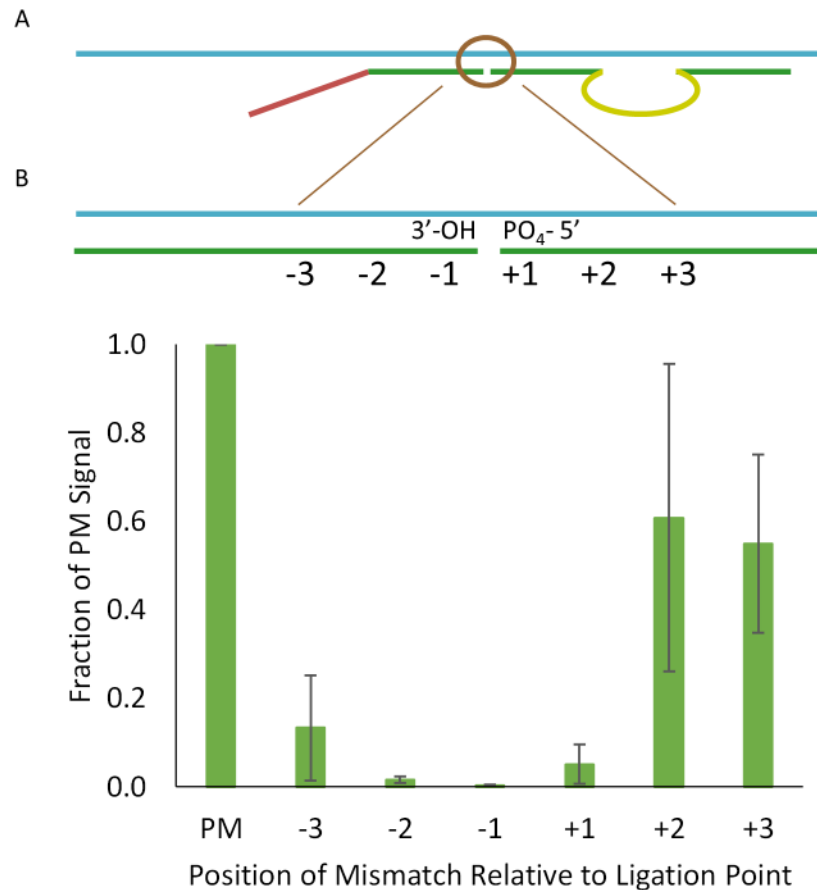 A
B
3’-OH PO₄- 5’
-3 -2 -1 +1 +2 +3
1.0
0.8
0.6
0.4
0.2
0.0
Fraction of PM Signal
PM -3 -2 -1 +1 +2 +3
Position of Mismatch Relative to Ligation Point